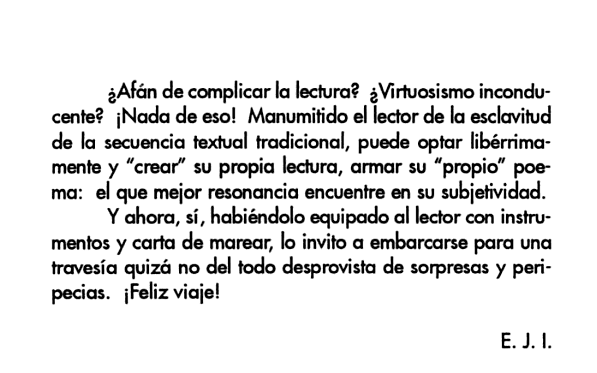 ¿Afán de complicar la lectura? ¿Virtuosismo incondu-
cente? ¡Nada de eso! Manumitido el lector de la esclavitud
de la secuencia textual tradicional, puede optar libérrima-
mente y “crear” su propia lectura, armar su “propio” poe-
ma: el que mejor resonancia encuentre en su subjetividad.
Y ahora, sí, habiéndolo equipado al lector con instru-
mentos y carta de marear, lo invito a embarcarse para una
travesía quizá no del todo desprovista de sorpresas y peri-
pecias. ¡Feliz viaje!
E. J. I.